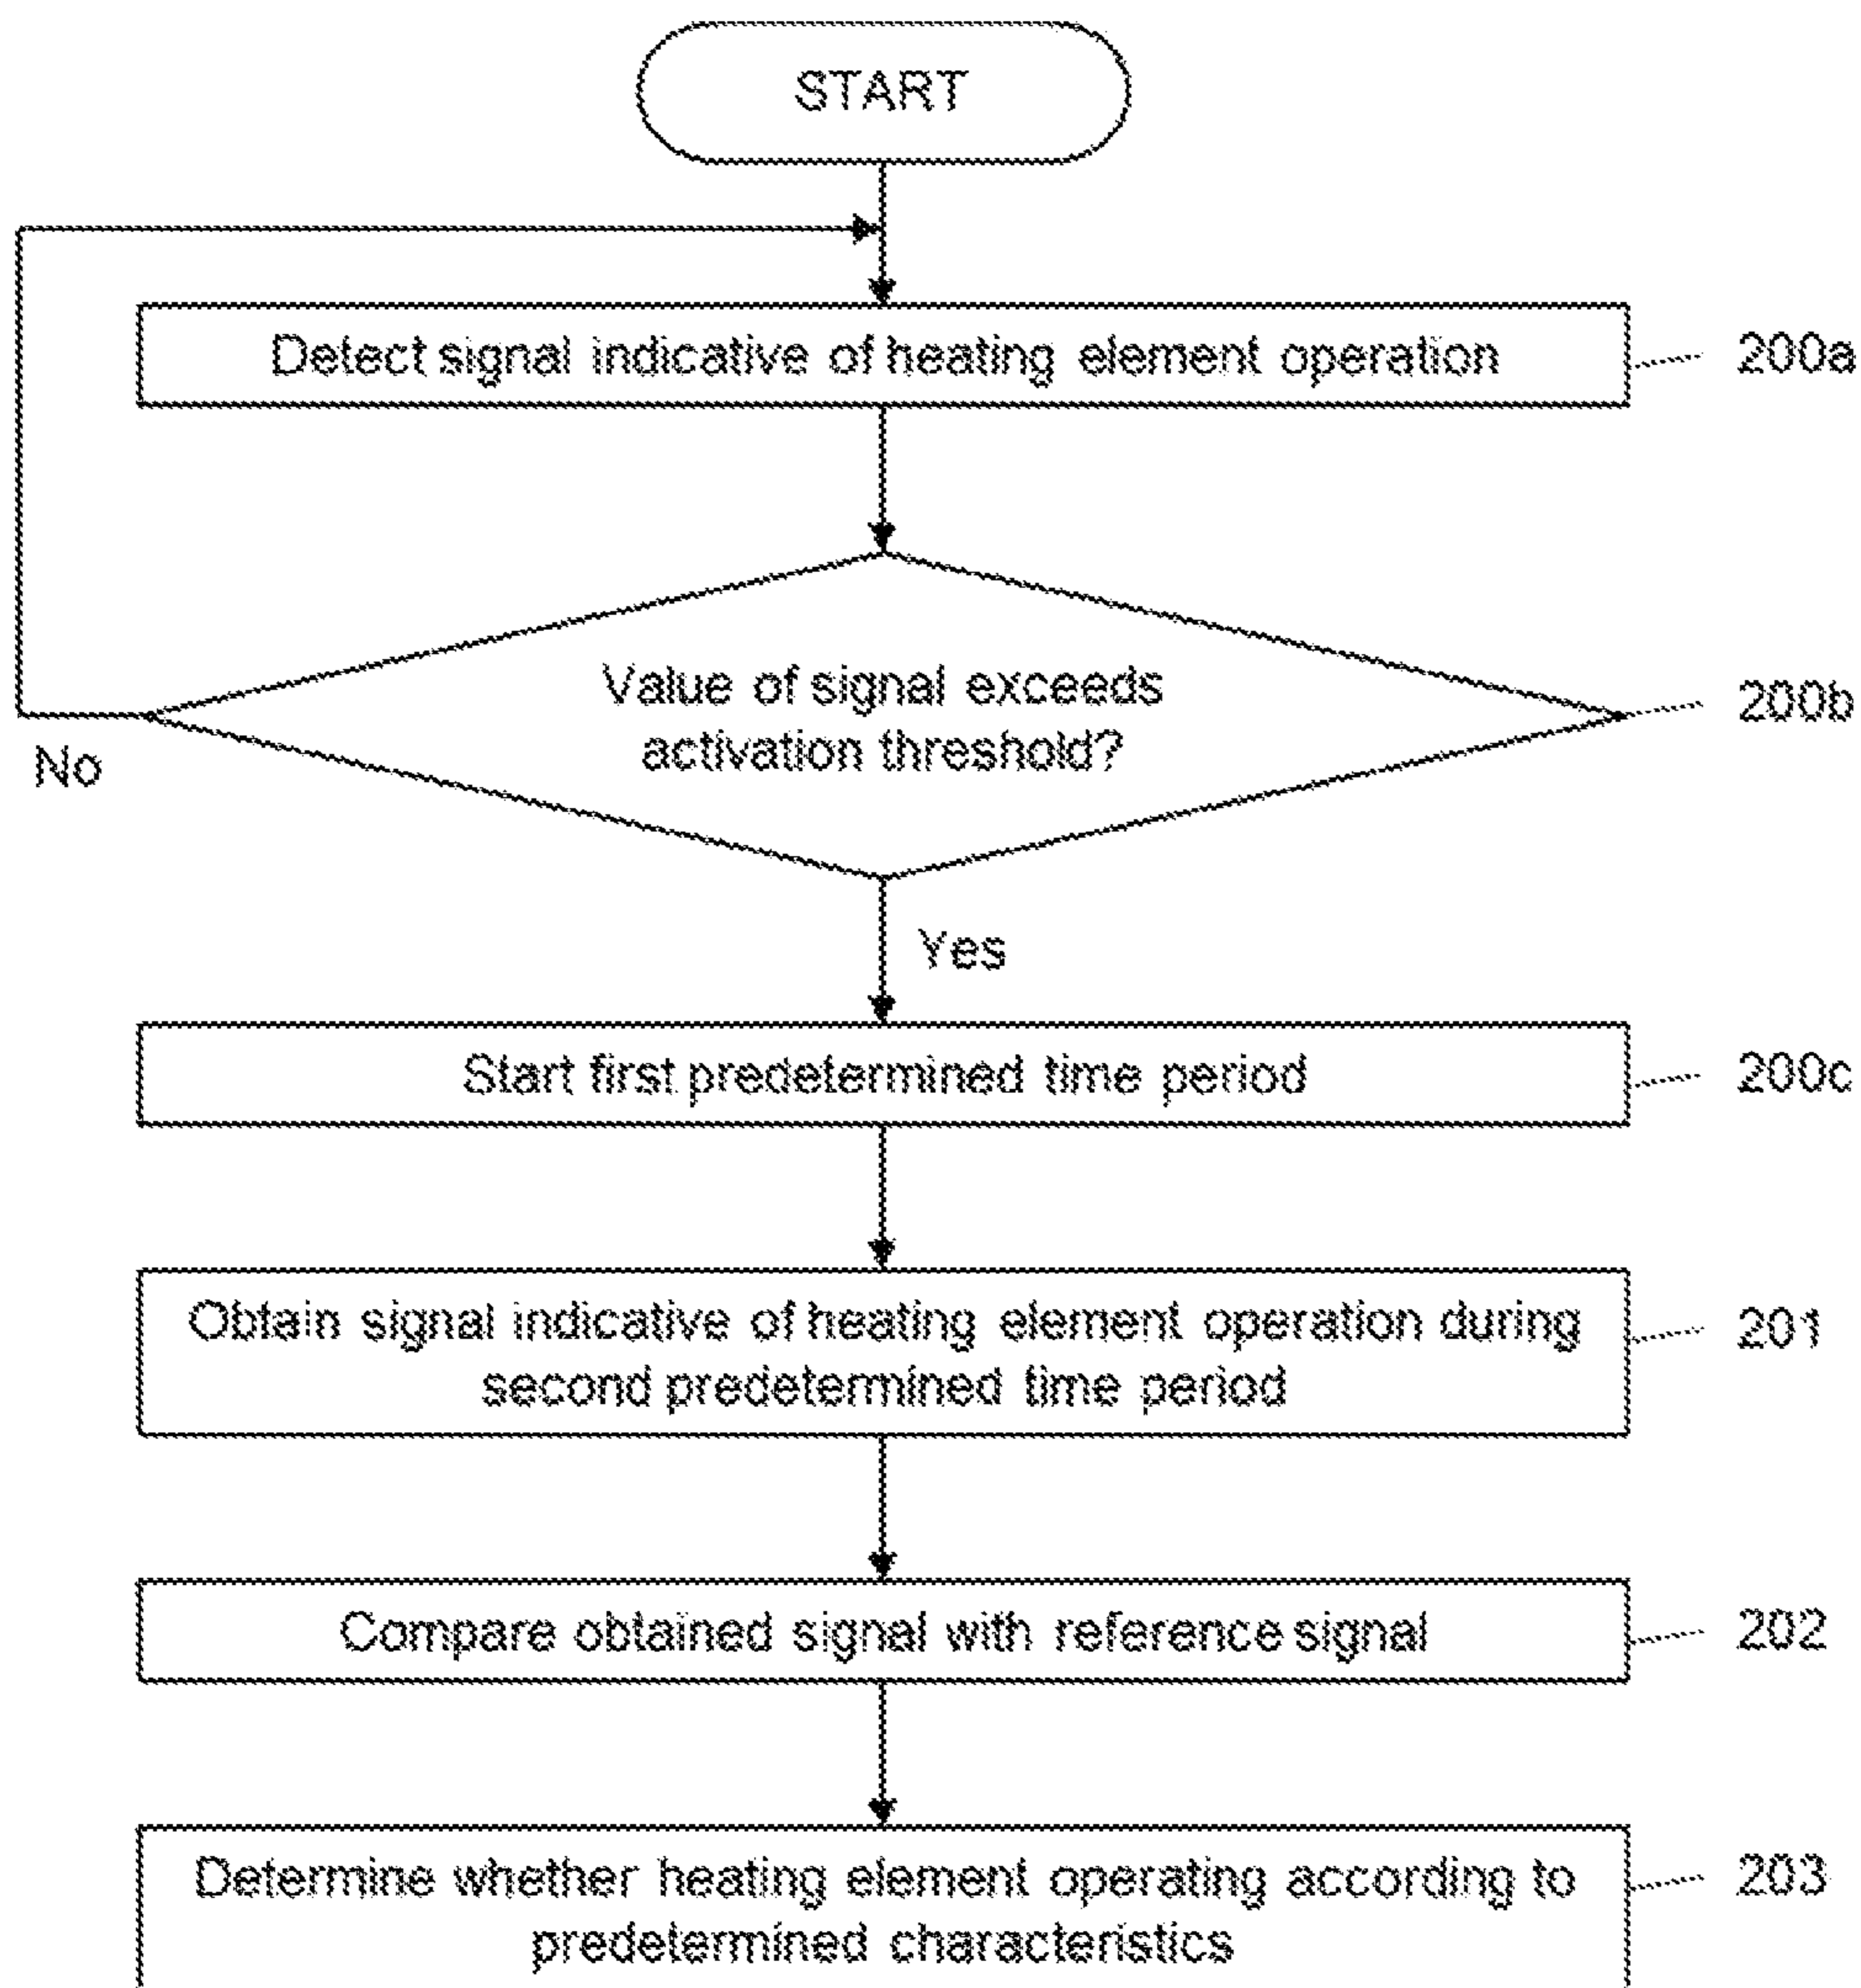 START
Detect signal indicative of heating element operation
200a
Value of signal exceeds
activation threshold?
200b
No
Yes
Start first predetermined time period
200c
Obtain signal indicative of heating element operation during
second predetermined time period
201
Compare obtained signal with reference signal
202
Determine whether heating element operating according to
predetermined characteristics
203